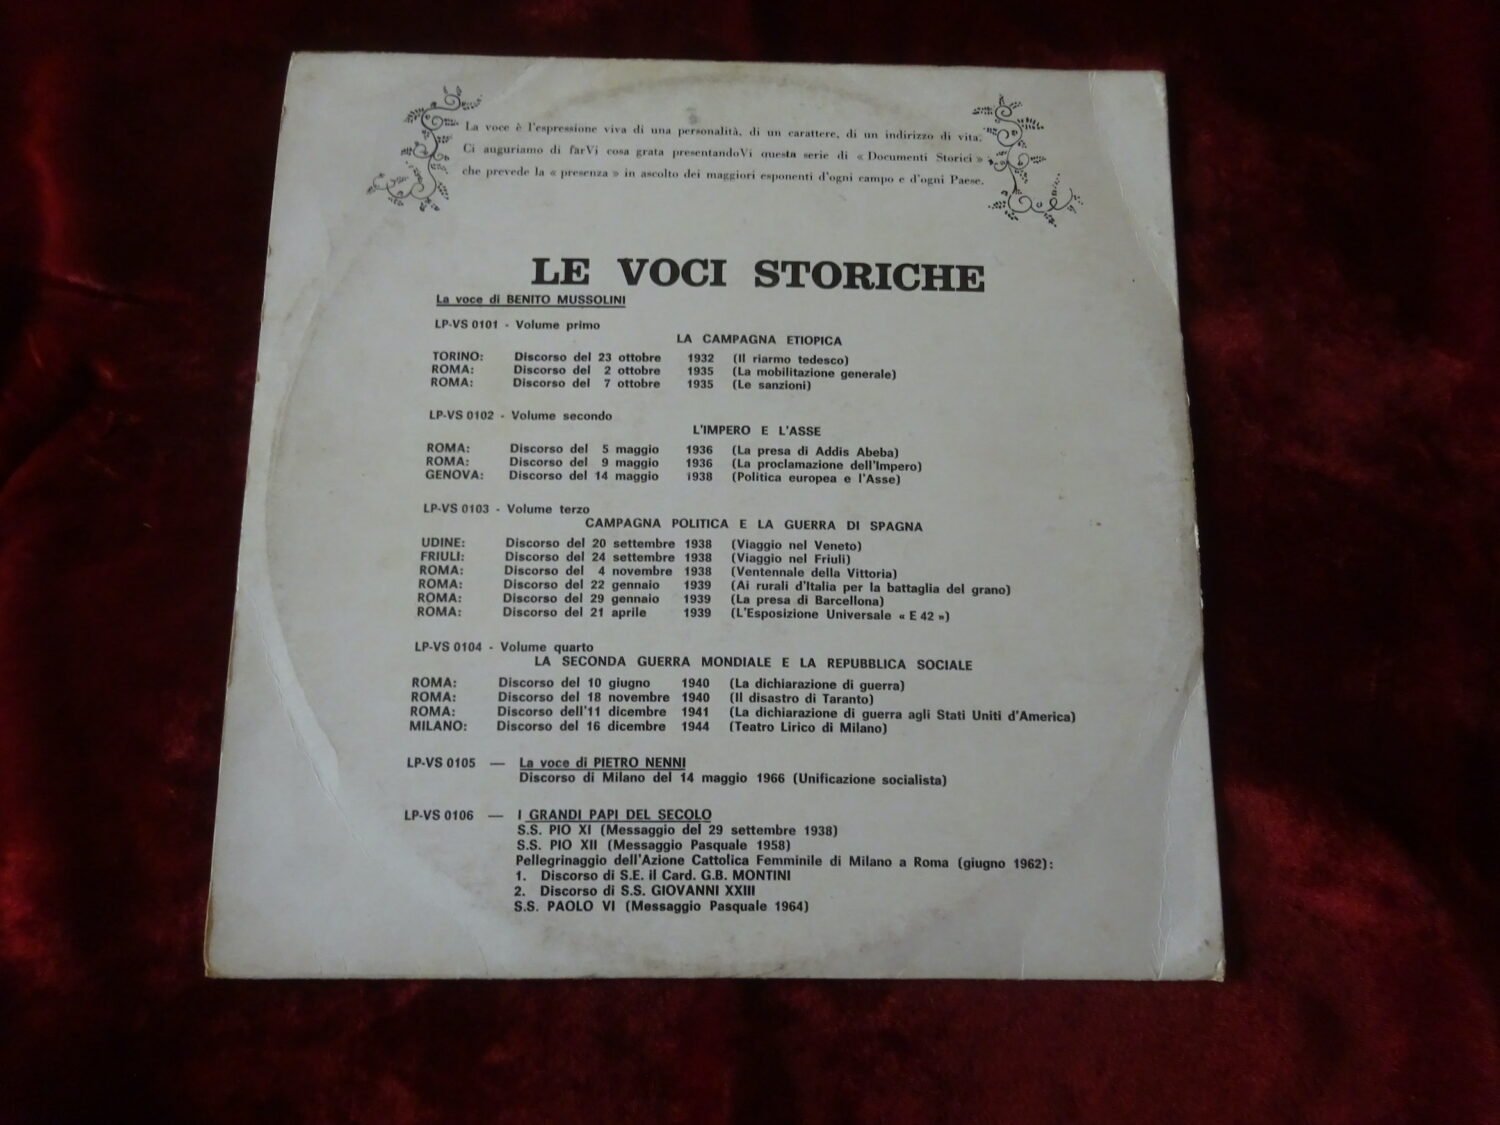 La voce è l'espressione viva di una personalità, di un carattere, di un indirizzo di vita.
Ci auguriamo di farVi cosa grata presentandoVi questa serie di « Documenti Storici »
che prevede la « presenza » in ascolto dei maggiori esponenti d'ogni campo e d'ogni Paese.
LE VOCI STORICHE
La voce di BENITO MUSSOLINI
LP-VS 0101 - Volume primo
LA CAMPAGNA ETIOPICA
TORINO: Discorso del 23 ottobre 1932 (Il riarmo tedesco)
ROMA: Discorso del 2 ottobre 1935 (La mobilitazione generale)
ROMA: Discorso del 7 ottobre 1935 (Le sanzioni)
LP-VS 0102 - Volume secondo
L'IMPERO E L'ASSE
ROMA: Discorso del 5 maggio 1936 (La presa di Addis Abeba)
ROMA: Discorso del 9 maggio 1936 (La proclamazione dell'Impero)
GENOVA: Discorso del 14 maggio 1938 (Politica europea e l'Asse)
LP-VS 0103 - Volume terzo
CAMPAGNA POLITICA E LA GUERRA DI SPAGNA
UDINE: Discorso del 20 settembre 1938 (Viaggio nel Veneto)
FRIULI: Discorso del 24 settembre 1938 (Viaggio nel Friuli)
ROMA: Discorso del 4 novembre 1938 (Ventennale della Vittoria)
ROMA: Discorso del 22 gennaio 1939 (Ai rurali d'Italia per la battaglia del grano)
ROMA: Discorso del 29 gennaio 1939 (La presa di Barcellona)
ROMA: Discorso del 21 aprile 1939 (L'Esposizione Universale « E 42 »)
LP-VS 0104 - Volume quarto
LA SECONDA GUERRA MONDIALE E LA REPUBBLICA SOCIALE
ROMA: Discorso del 10 giugno 1940 (La dichiarazione di guerra)
ROMA: Discorso del 18 novembre 1940 (Il disastro di Taranto)
ROMA: Discorso dell'11 dicembre 1941 (La dichiarazione di guerra agli Stati Uniti d'America)
MILANO: Discorso del 16 dicembre 1944 (Teatro Lirico di Milano)
LP-VS 0105 — La voce di PIETRO NENNI
Discorso di Milano del 14 maggio 1966 (Unificazione socialista)
LP-VS 0106 — I GRANDI PAPI DEL SECOLO
S.S. PIO XI (Messaggio del 29 settembre 1938)
S.S. PIO XII (Messaggio Pasquale 1958)
Pellegrinaggio dell'Azione Cattolica Femminile di Milano a Roma (giugno 1962):
1. Discorso di S.E. il Card. G.B. MONTINI
2. Discorso di S.S. GIOVANNI XXIII
S.S. PAOLO VI (Messaggio Pasquale 1964)